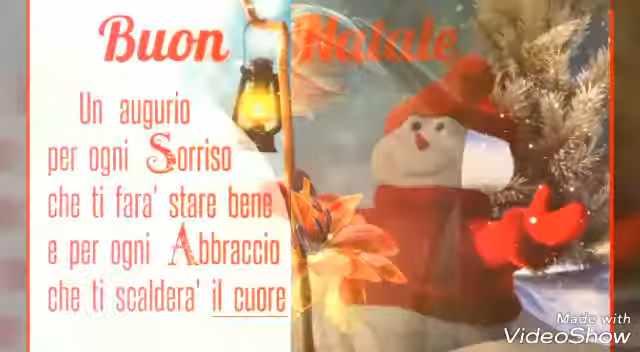 Buon Natale
Un augurio
per ogni Sorriso
che ti fara' stare bene
e per ogni Abbraccio
che ti scaldera' il cuore
Made with
VideoShow